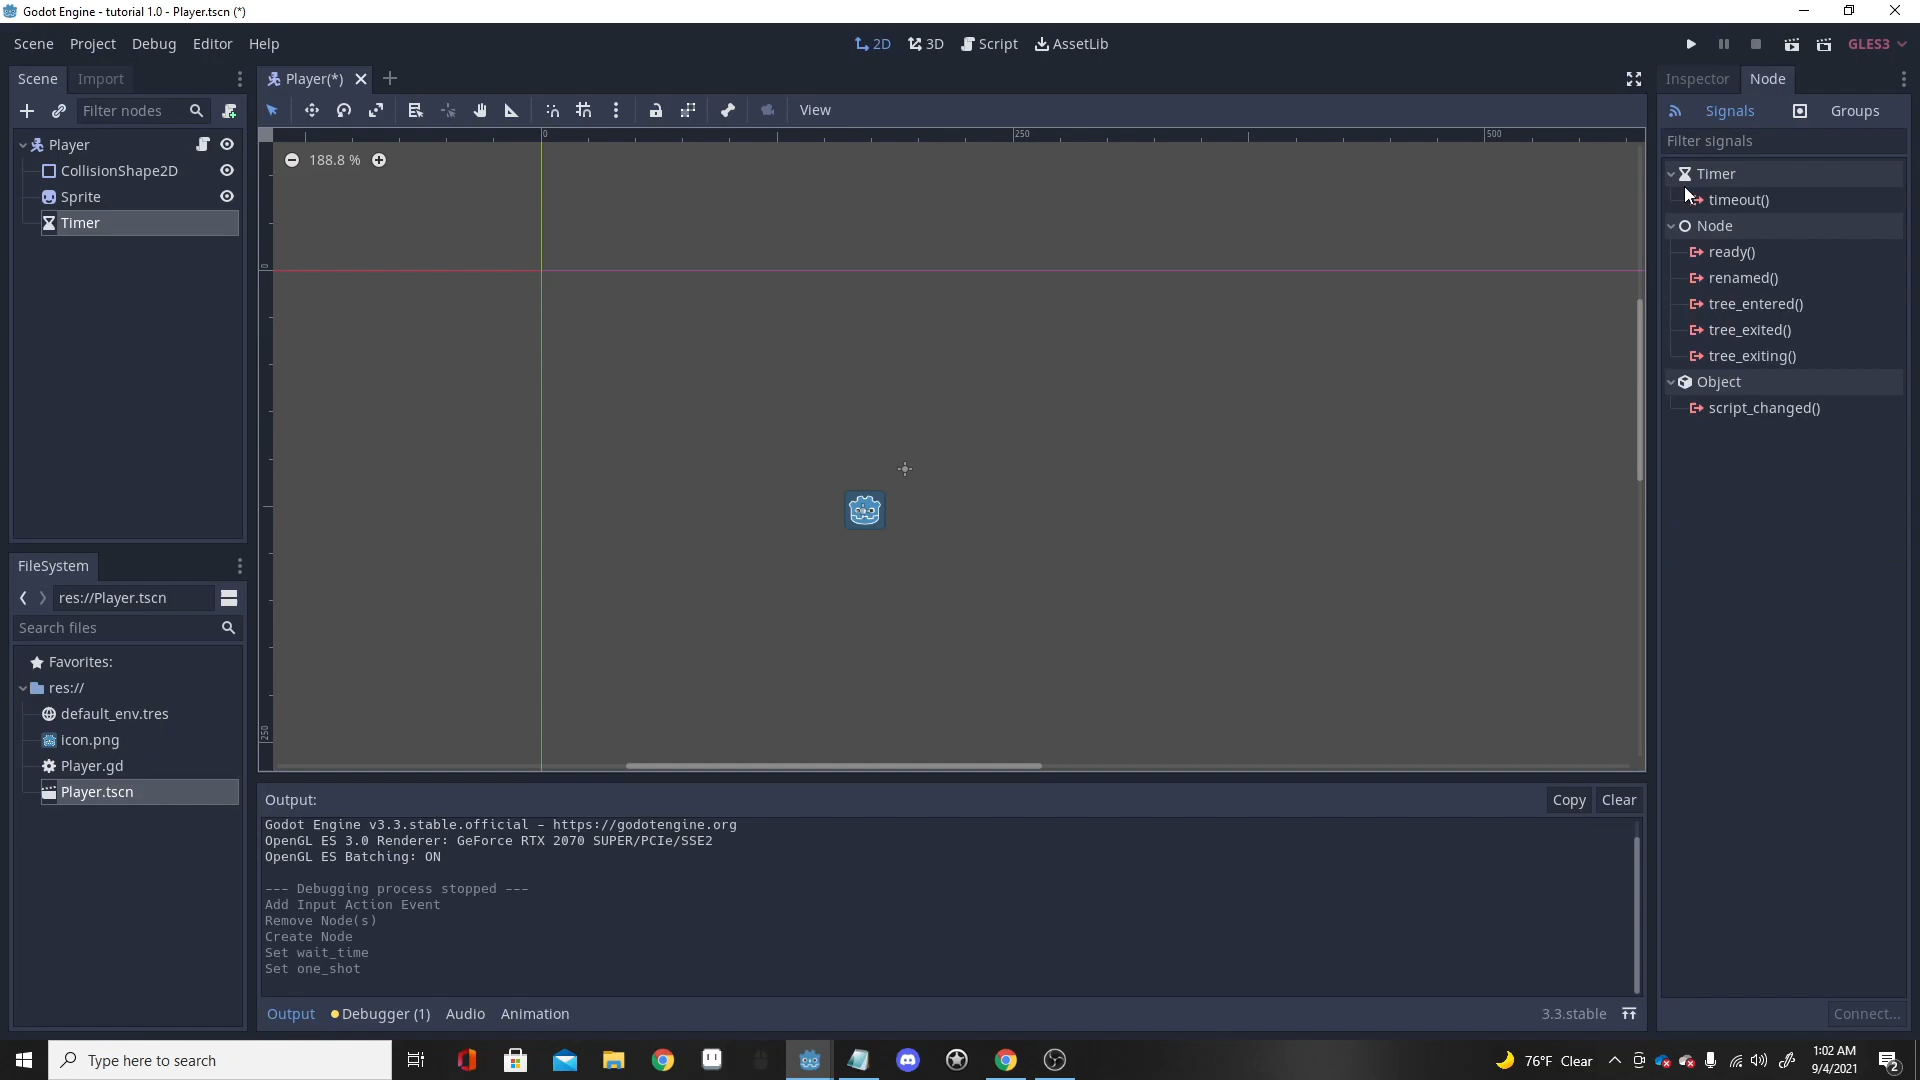 Godot Engine - tutorial 1.0 - Player.tscn (*)
Scene Project Debug Editor Help
2D 3D Script AssetLib
GLES3
Scene Import
Player(*)
Inspector Node
Filter nodes
View
Signals Groups
Filter signals
0 250 500
188.8 %
0
250
Player
CollisionShape2D
Sprite
Timer
Timer
timeout()
Node
ready()
renamed()
tree_entered()
tree_exited()
tree_exiting()
Object
script_changed()
FileSystem
res://Player.tscn
Search files
Favorites:
res://
default_env.tres
icon.png
Player.gd
Player.tscn
Output:
Copy Clear
Godot Engine v3.3.stable.official - https://godotengine.org
OpenGL ES 3.0 Renderer: GeForce RTX 2070 SUPER/PCIe/SSE2
OpenGL ES Batching: ON
--- Debugging process stopped ---
Add Input Action Event
Remove Node(s)
Create Node
Set wait_time
Set one_shot
Output Debugger (1) Audio Animation
3.3.stable
Connect...
Type here to search
76°F Clear
1:02 AM
9/4/2021
2